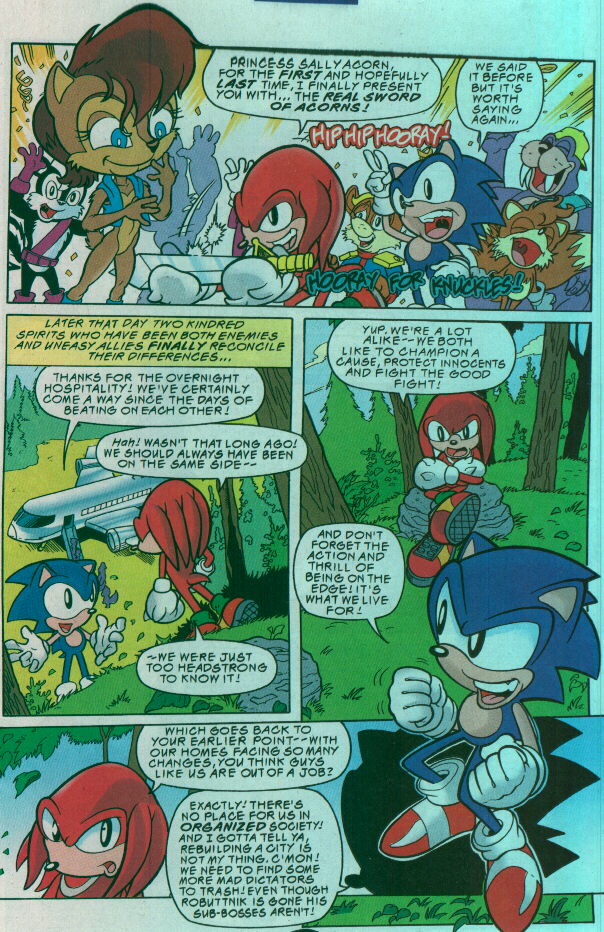 PRINCESS SALLY ACORN,
FOR THE FIRST AND HOPEFULLY
LAST TIME, I FINALLY PRESENT
YOU WITH... THE REAL SWORD
OF ACORNS!
HIP HIP HOORAY!
WE SAID
IT BEFORE
BUT IT'S
WORTH
SAYING
AGAIN...
HOORAY FOR KNUCKLES!
LATER THAT DAY TWO KINDRED
SPIRITS WHO HAVE BEEN BOTH ENEMIES
AND UNEASY ALLIES FINALLY RECONCILE
THEIR DIFFERENCES...
THANKS FOR THE OVERNIGHT
HOSPITALITY! WE'VE CERTAINLY
COME A WAY SINCE THE DAYS OF
BEATING ON EACH OTHER!
Hah! WASN'T THAT LONG AGO!
WE SHOULD ALWAYS HAVE BEEN
ON THE SAME SIDE--
--WE WERE JUST
TOO HEADSTRONG
TO KNOW IT!
YUP. WE'RE A LOT
ALIKE--WE BOTH
LIKE TO CHAMPION A
CAUSE, PROTECT INNOCENTS
AND FIGHT THE GOOD
FIGHT!
AND DON'T
FORGET THE
ACTION AND
THRILL OF
BEING ON THE
EDGE! IT'S
WHAT WE LIVE
FOR!
WHICH GOES BACK TO
YOUR EARLIER POINT--WITH
OUR HOMES FACING SO MANY
CHANGES, YOU THINK GUYS
LIKE US ARE OUT OF A JOB?
EXACTLY! THERE'S
NO PLACE FOR US IN
ORGANIZED SOCIETY!
AND I GOTTA TELL YA,
REBUILDING A CITY IS
NOT MY THING. C'MON!
WE NEED TO FIND SOME
MORE MAD DICTATORS
TO TRASH! EVEN THOUGH
ROBUTTNIK IS GONE HIS
SUB-BOSSES AREN'T!